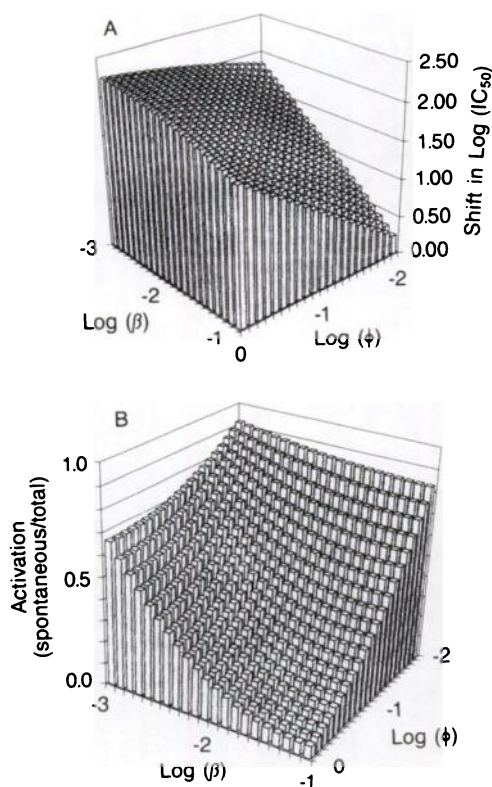 A
2.50
2.00
1.50
1.00
0.50
0.00
Shift in Log (IC50)
-3
-2
-1
Log (β)
0
-1
-2
Log (ϕ)
B
1.0
0.5
0.0
Activation
(spontaneous/total)
-3
-2
-1
Log (β)
0
-1
-2
Log (ϕ)